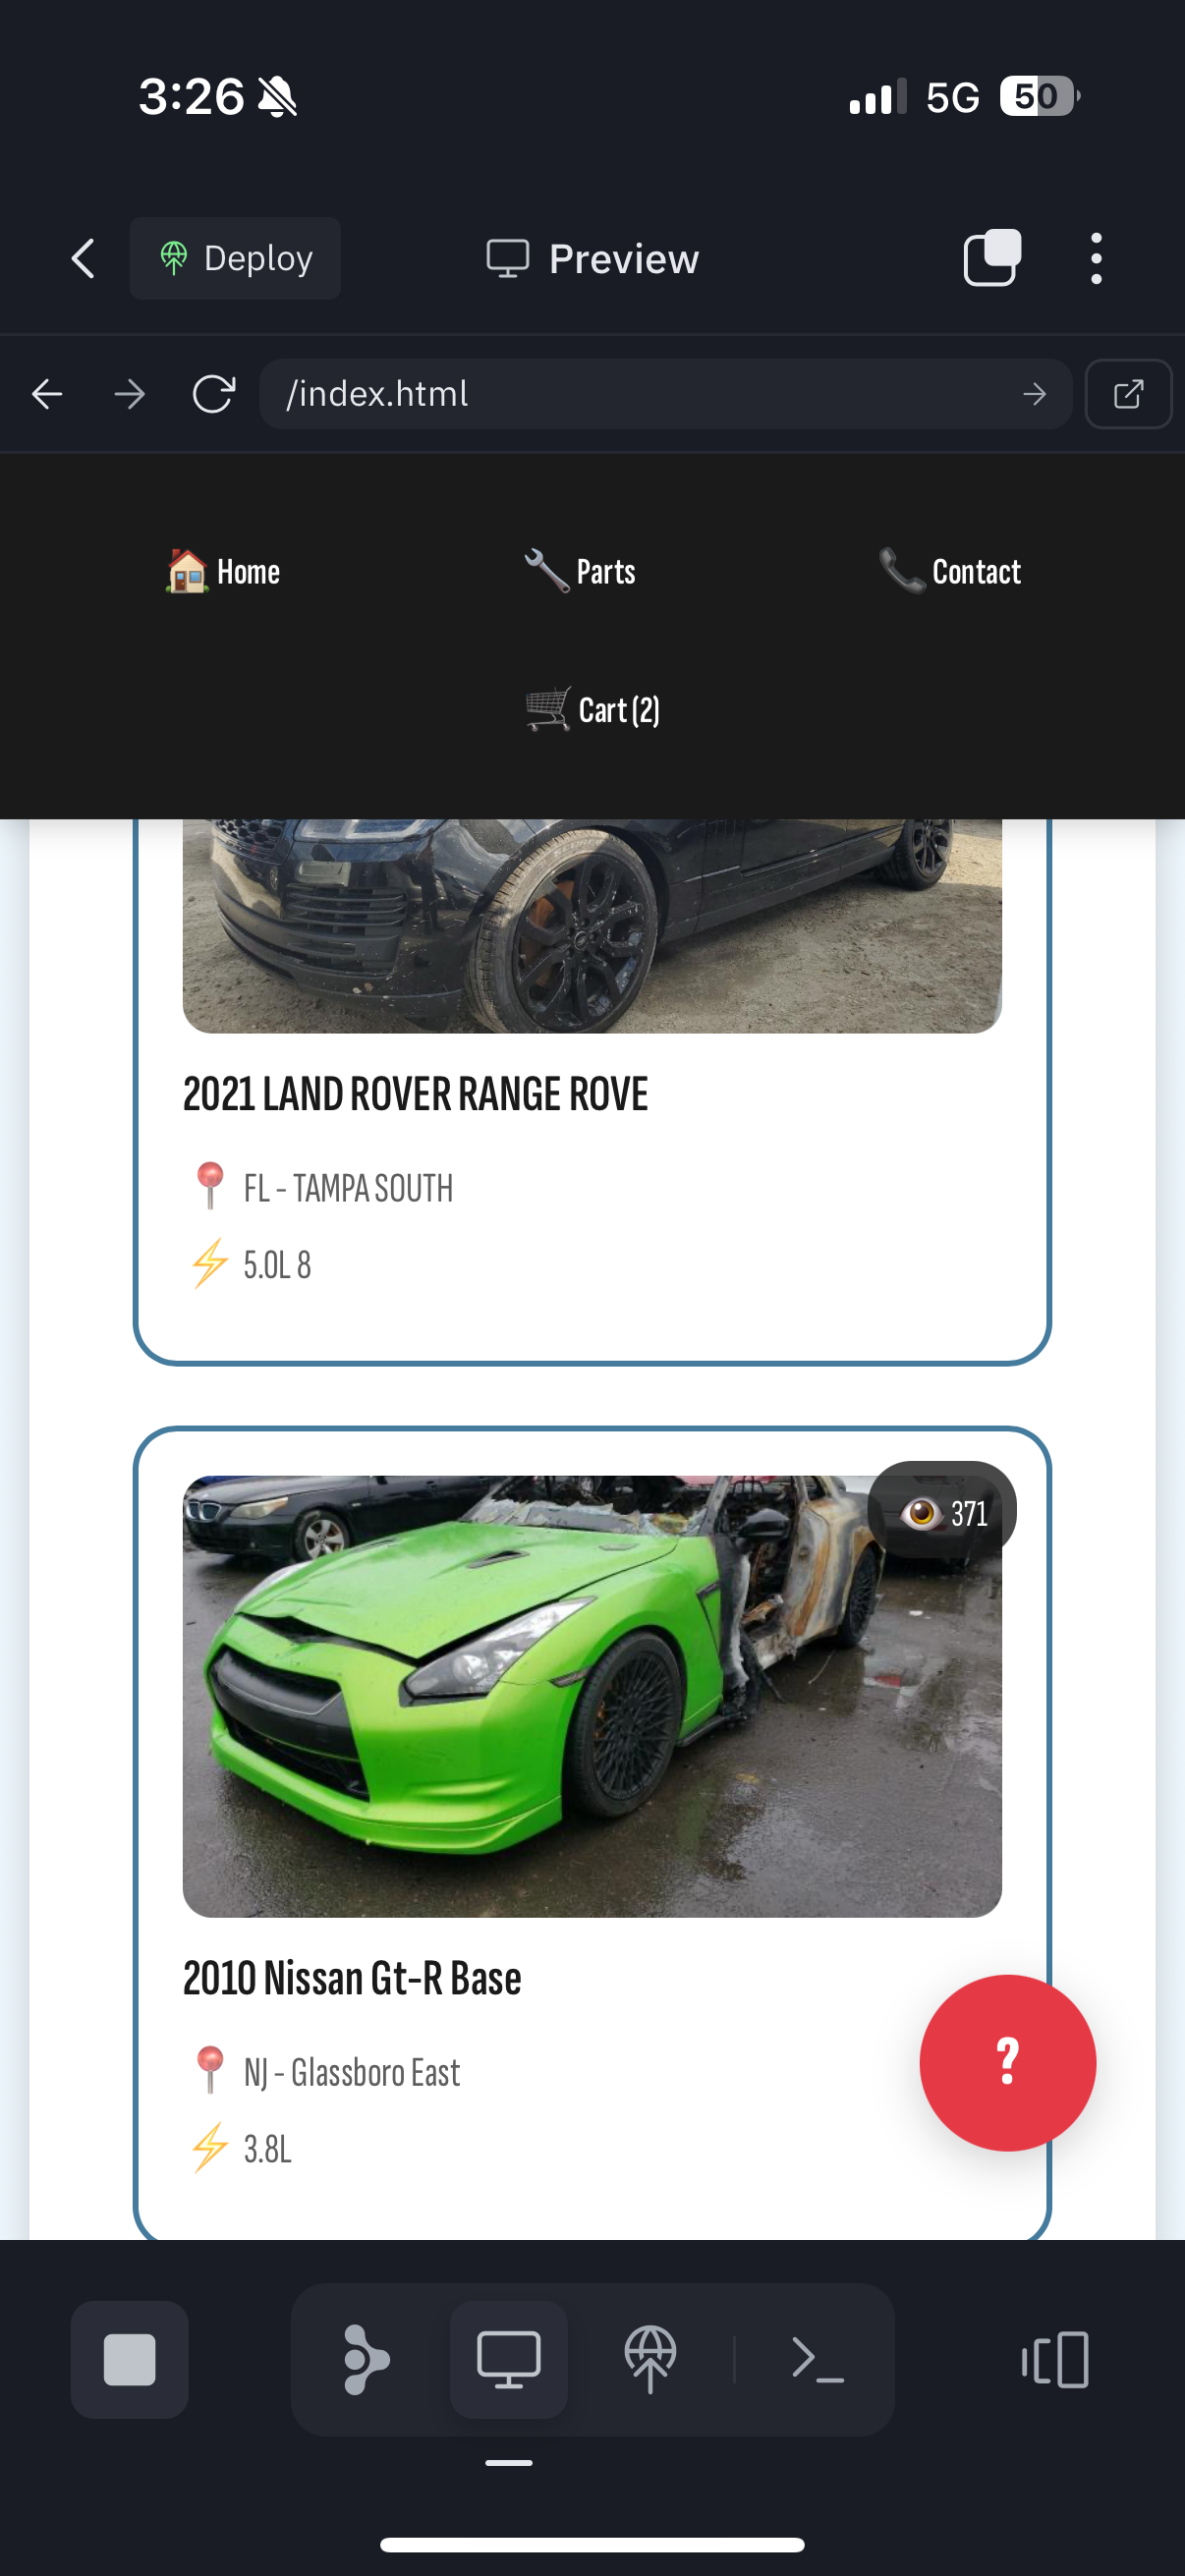 3:26
5G
50
Deploy
Preview
/index.html
Home
Parts
Contact
Cart (2)
2021 LAND ROVER RANGE ROVE
FL - TAMPA SOUTH
5.0L 8
371
2010 Nissan Gt-R Base
NJ - Glassboro East
3.8L
?